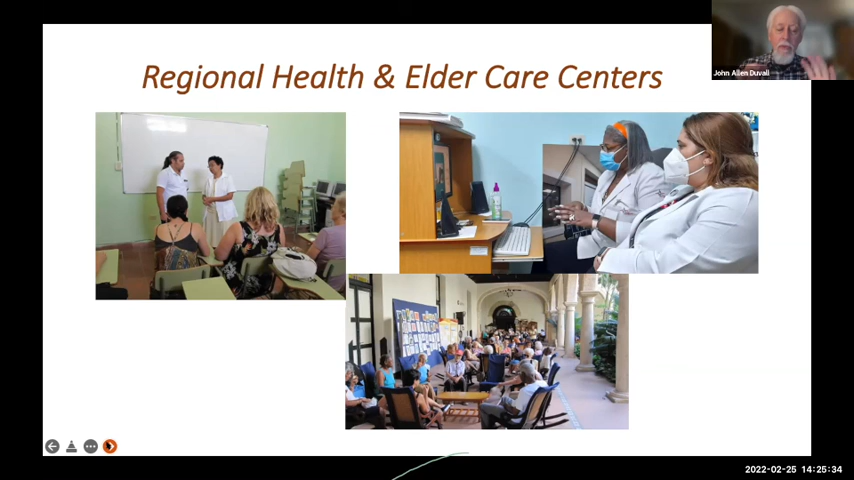 John Allen Duvall
Regional Health & Elder Care Centers
2022-02-25 14:25:34